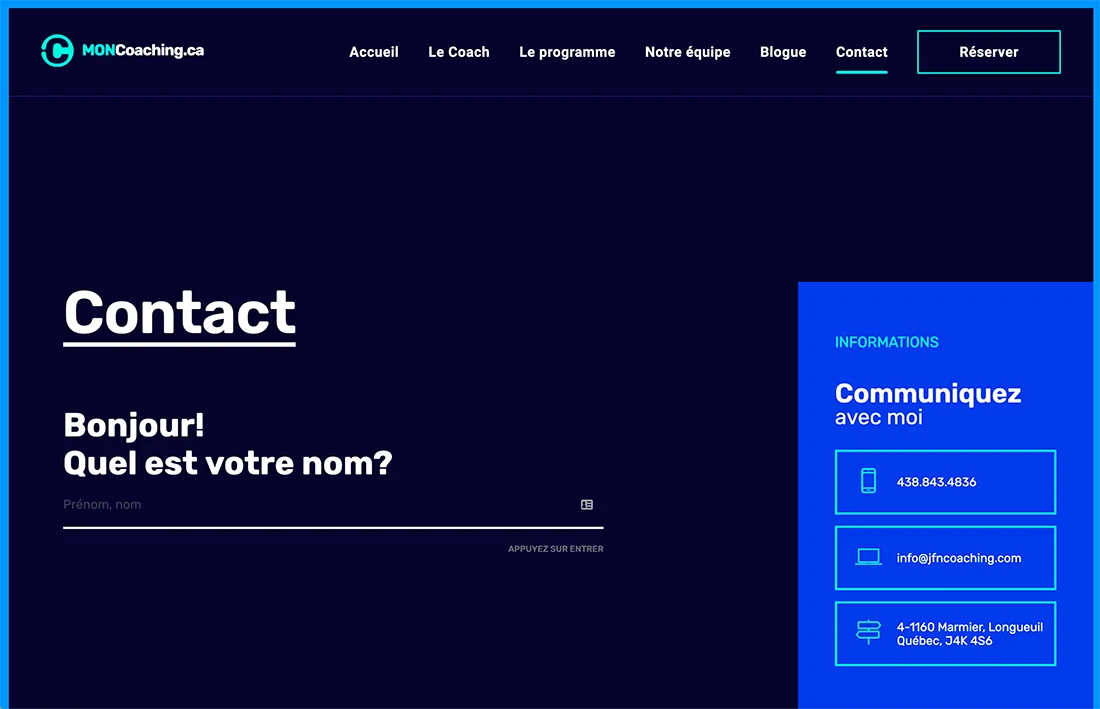 MONCoaching.ca
Accueil Le Coach Le programme Notre équipe Blogue Contact Réserver
Contact
Bonjour!
Quel est votre nom?
Prénom, nom
APPUYEZ SUR ENTRER
INFORMATIONS
Communiquez
avec moi
438.843.4836
info@jfncoaching.com
4-1160 Marmier, Longueuil
Québec, J4K 4S6